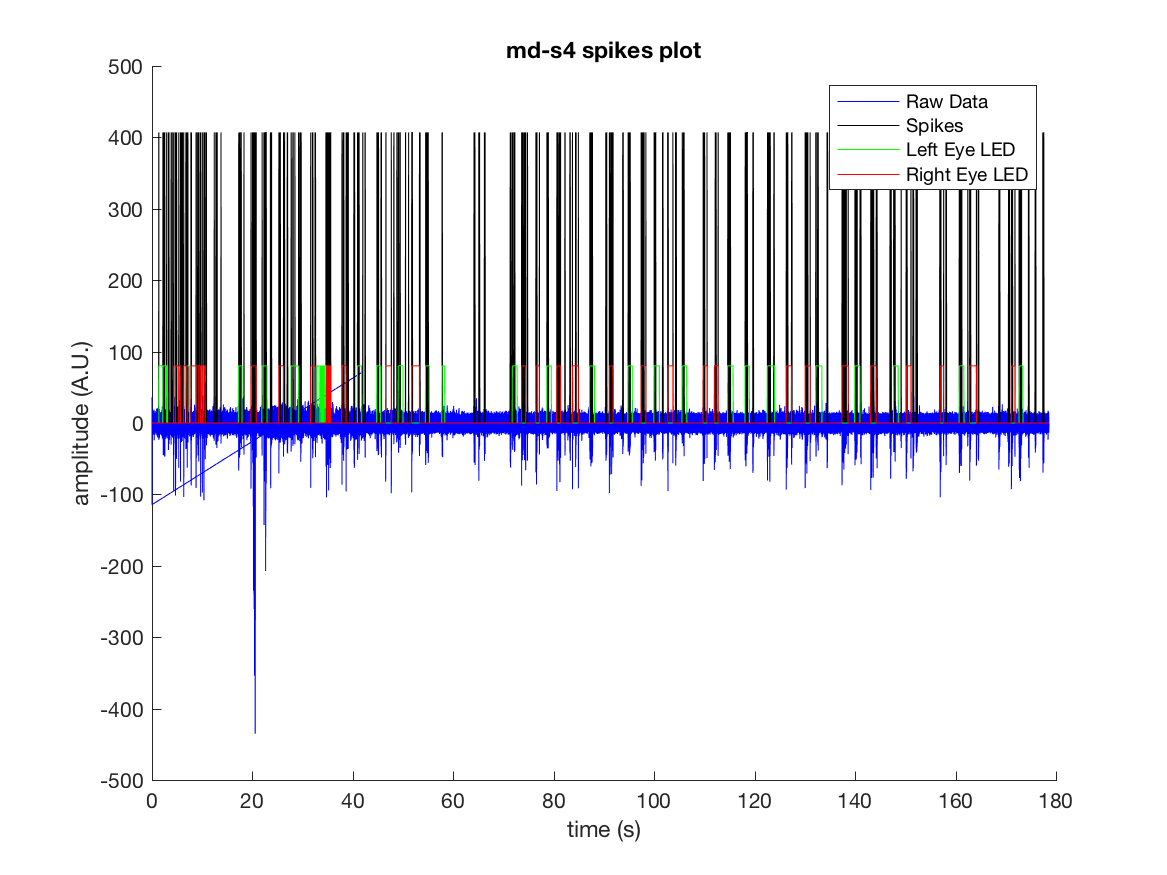 md-s4 spikes plot
500
400
300
200
100
0
-100
-200
-300
-400
-500
amplitude (A.U.)
Raw Data
Spikes
Left Eye LED
Right Eye LED
0 20 40 60 80 100 120 140 160 180
time (s)